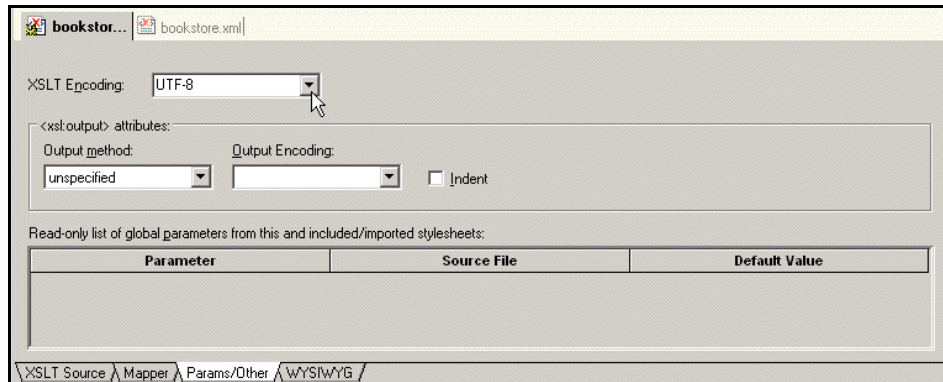 bookstor... bookstore.xml
XSLT Encoding: UTF-8
<xsl:output> attributes:
Output method: Output Encoding:
unspecified Indent
Read-only list of global parameters from this and included/imported stylesheets:
Parameter Source File Default Value
XSLT Source Mapper Params/Other WYSIWYG